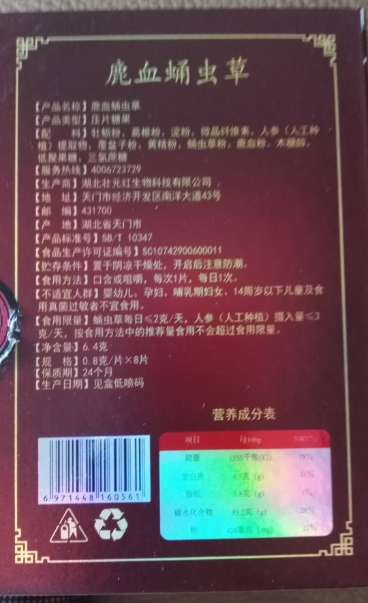 鹿血蛹虫草
【产品名称】鹿血蛹虫草
【产品类型】压片糖果
【配 料】牡蛎粉、葛根粉、淀粉、微晶纤维素、人参（人工种
植）提取物、覆盆子粉、黄精粉、蛹虫草粉、鹿血粉、木糖醇、
低聚果糖、三氯蔗糖
【服务热线】4006723729
【生产商】湖北壮元红生物科技有限公司
【地 址】天门市经济开发区南洋大道43号
【邮 编】431700
【产 地】湖北省天门市
【产品标准号】SB/T 10347
【食品生产许可证编号】SC10742900600011
【贮存条件】置于阴凉干燥处，开启后注意防潮。
【食用方法】口含或咀嚼，每次1片，每日1次。
【不适宜人群】婴幼儿、孕妇、哺乳期妇女、14周岁以下儿童及食
用真菌过敏者不宜食用。
【食用限量】蛹虫草每日≤2克/天，人参（人工种植）摄入量≤3
克/天，按食用方法中的推荐量食用不会超过食用限量。
【净含量】6.4克
【规 格】0.8克/片×8片
【保质期】24个月
【生产日期】见盒低喷码
营养成分表
项目
能量
蛋白质
脂肪
碳水化合物
钠
6 971448 160561